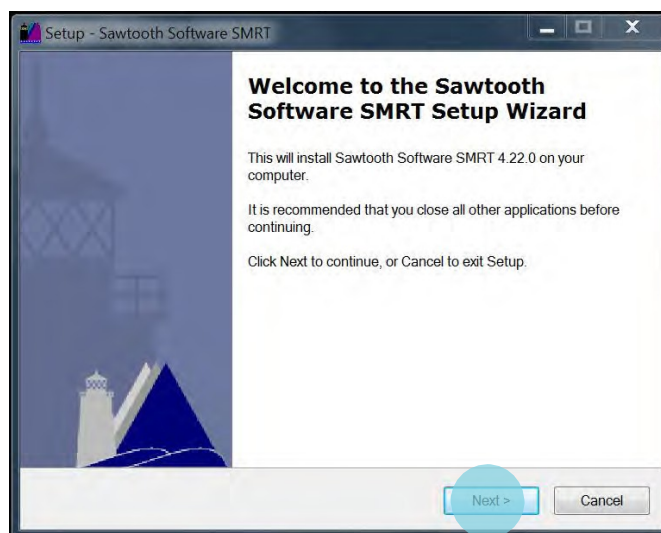 Setup - Sawtooth Software SMRT
Welcome to the Sawtooth
Software SMRT Setup Wizard
This will install Sawtooth Software SMRT 4.22.0 on your
computer.
It is recommended that you close all other applications before
continuing.
Click Next to continue, or Cancel to exit Setup.
Next >
Cancel